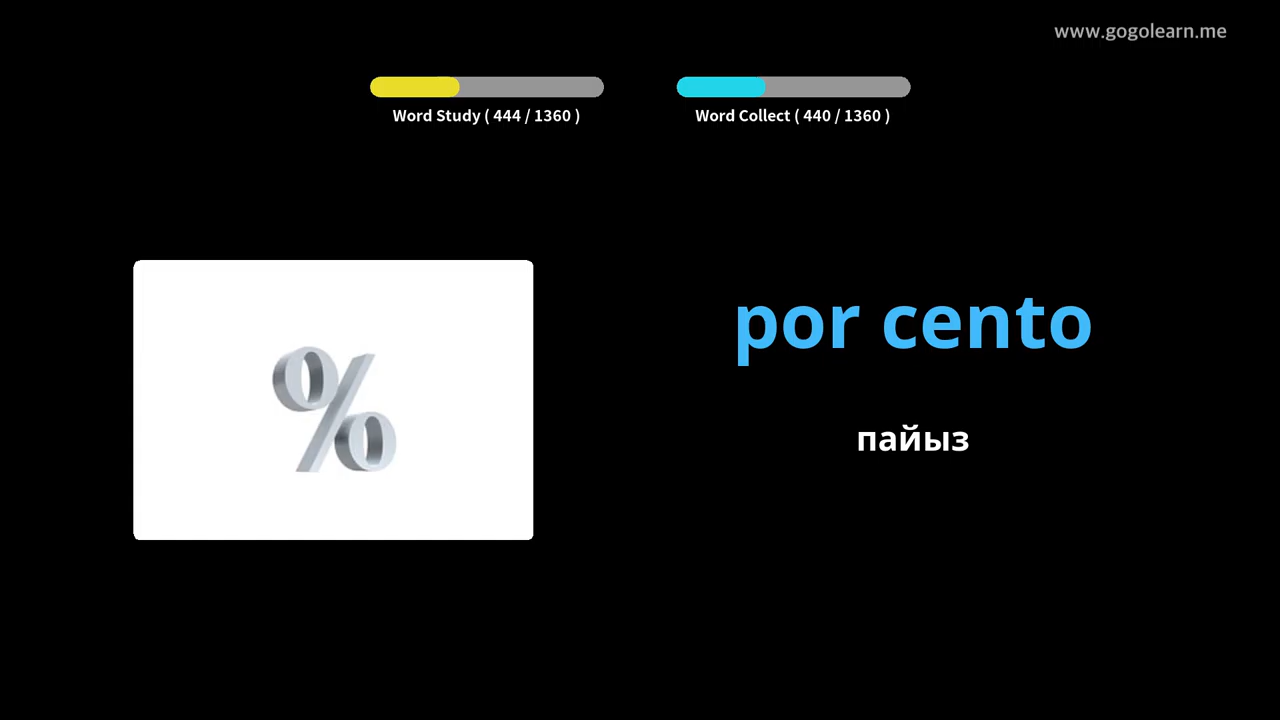 www.gogolearn.me
Word Study ( 444 / 1360 )
Word Collect ( 440 / 1360 )
%
por cento
пайыз